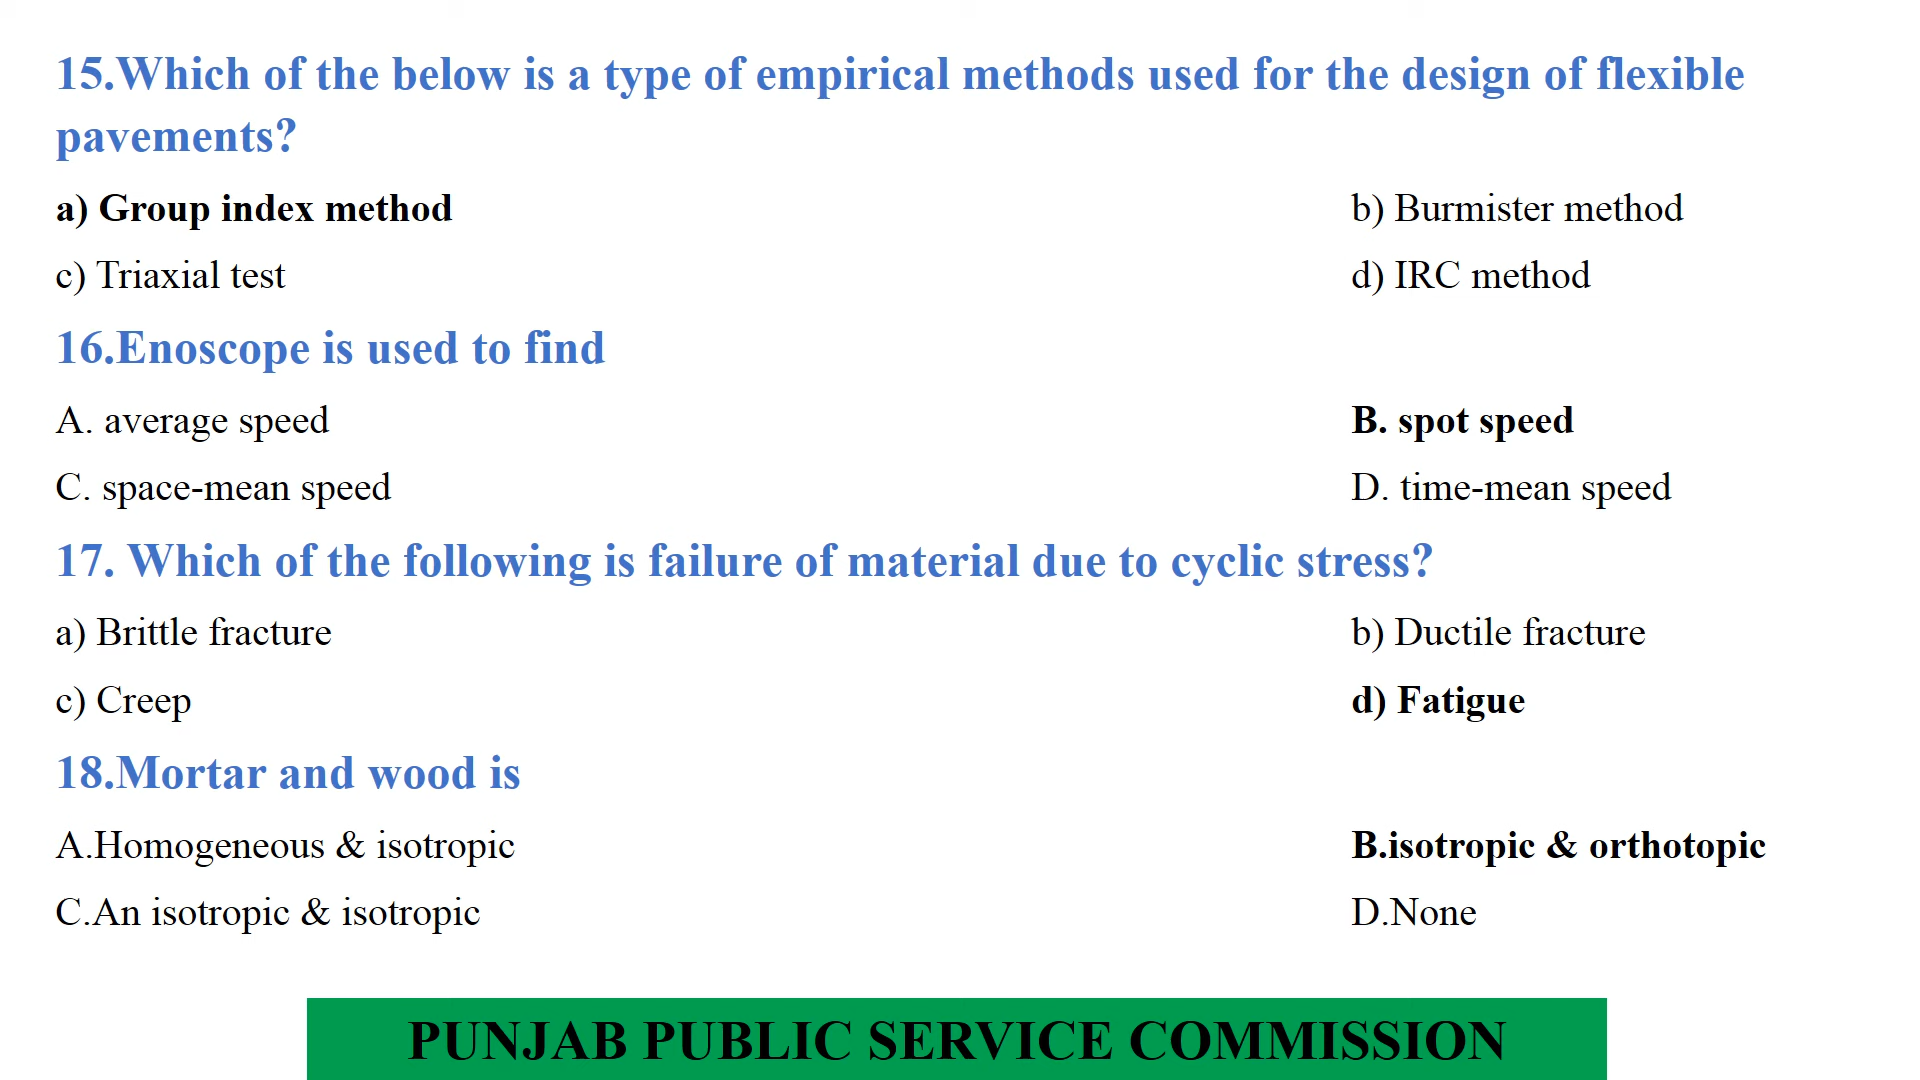 15.Which of the below is a type of empirical methods used for the design of flexible
pavements?
a) Group index method
b) Burmister method
c) Triaxial test
d) IRC method
16.Enoscope is used to find
A. average speed
B. spot speed
C. space-mean speed
D. time-mean speed
17. Which of the following is failure of material due to cyclic stress?
a) Brittle fracture
b) Ductile fracture
c) Creep
d) Fatigue
18.Mortar and wood is
A.Homogeneous & isotropic
B.isotropic & orthotopic
C.An isotropic & isotropic
D.None
PUNJAB PUBLIC SERVICE COMMISSION